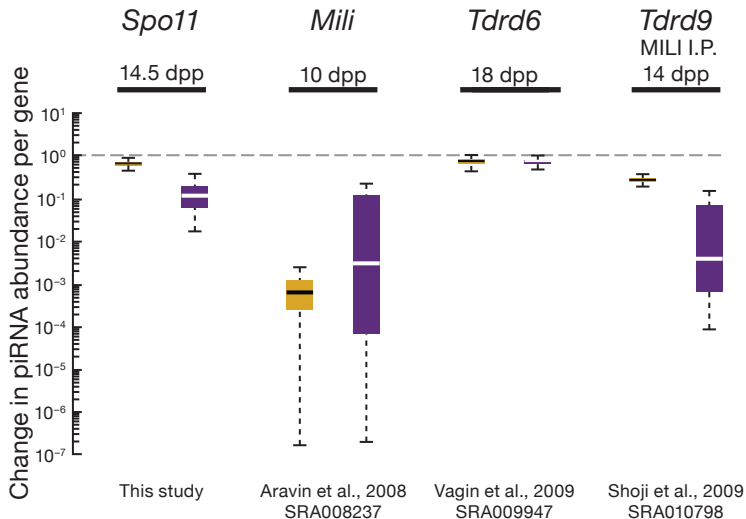 Spo11 Mili Tdrd6 Tdrd9
MILI I.P.
14.5 dpp 10 dpp 18 dpp 14 dpp
Change in piRNA abundance per gene
10¹
10⁰
10⁻¹
10⁻²
10⁻³
10⁻⁴
10⁻⁵
10⁻⁶
10⁻⁷
This study Aravin et al., 2008 Vagin et al., 2009 Shoji et al., 2009
SRA008237 SRA009947 SRA010798